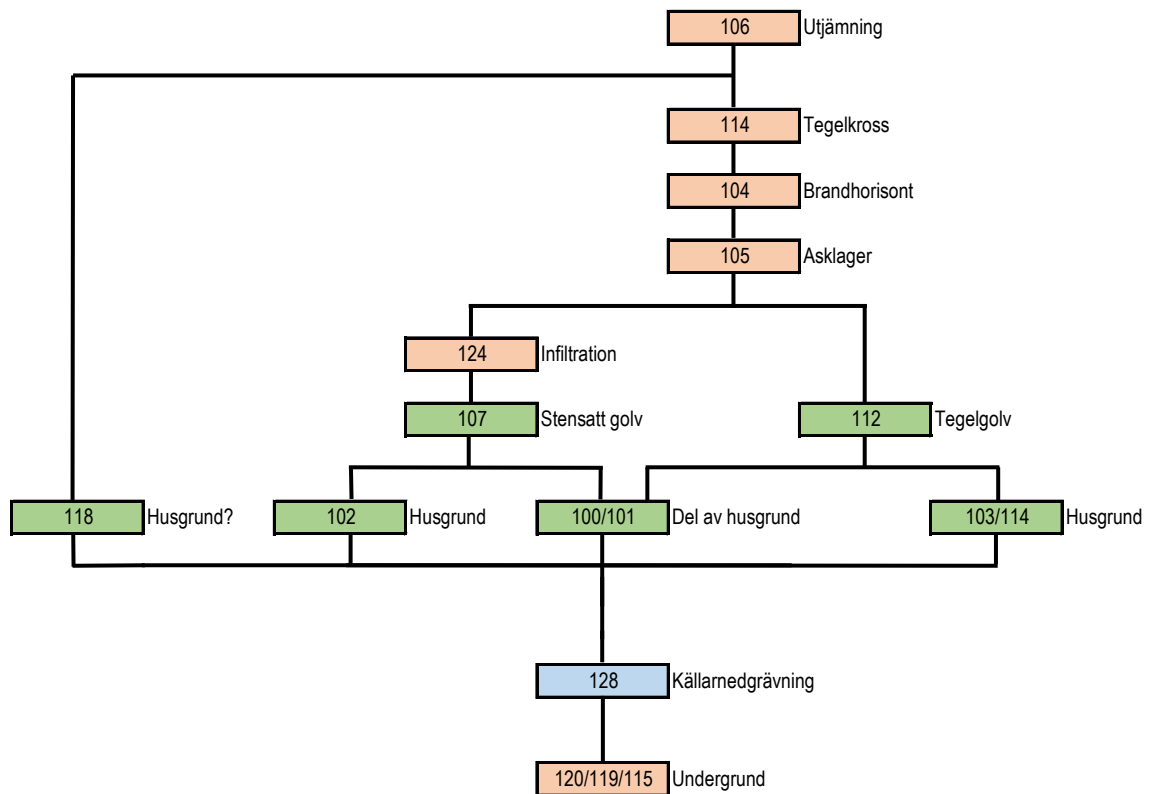 106 Utjämning
114 Tegelkross
104 Brandhorisont
105 Asklager
124 Infiltration
107 Stensatt golv
112 Tegelgolv
118 Husgrund?
102 Husgrund
100/101 Del av husgrund
103/114 Husgrund
128 Källarnedgrävning
120/119/115 Undergrund